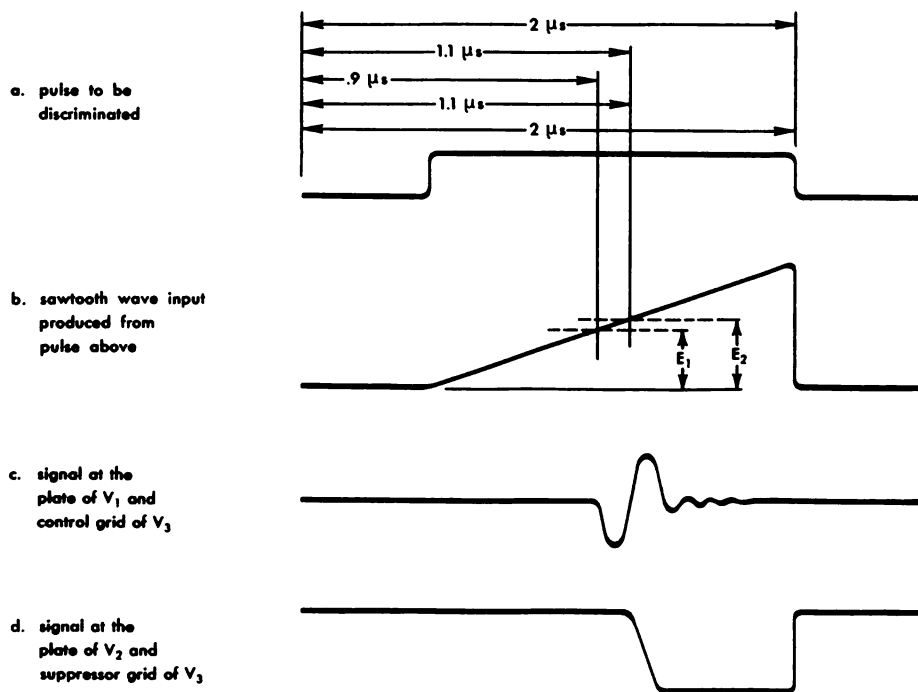 2 μs
1.1 μs
.9 μs
1.1 μs
2 μs
a. pulse to be
discriminated
b. sawtooth wave input
produced from
pulse above
E₁
E₂
c. signal at the
plate of V₁ and
control grid of V₃
d. signal at the
plate of V₂ and
suppressor grid of V₃